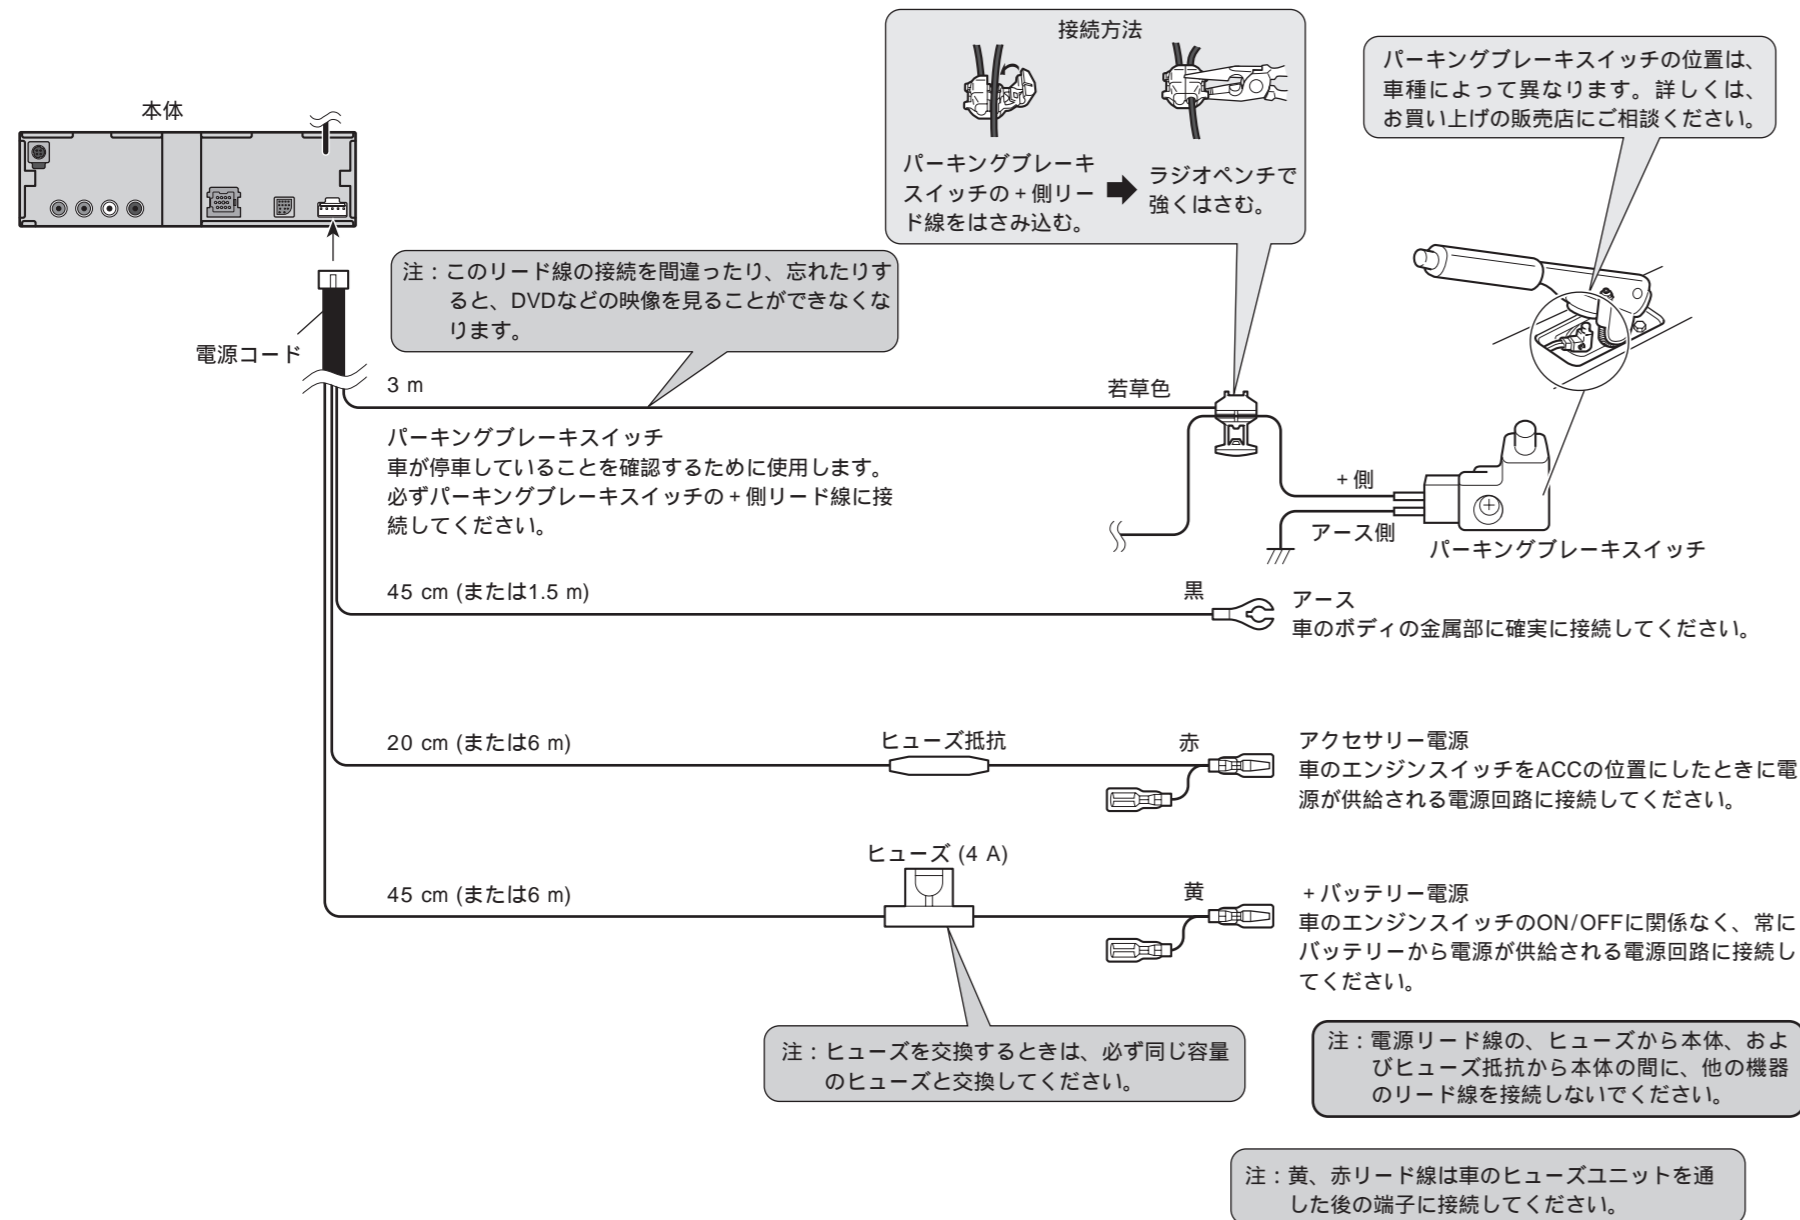 接続方法
パーキングブレーキ
スイッチの+側リー
ド線をはさみ込む。
ラジオペンチで
強くはさむ。
パーキングブレーキスイッチの位置は、
車種によって異なります。詳しくは、
お買い上げの販売店にご相談ください。
本体
注:このリード線の接続を間違ったり、忘れたりす
ると、DVDなどの映像を見ることができなくな
ります。
電源コード
3 m
若草色
パーキングブレーキスイッチ
車が停車していることを確認するために使用します。
必ずパーキングブレーキスイッチの+側リード線に接
続してください。
+側
アース側
パーキングブレーキスイッチ
45 cm (または1.5 m)
黒
アース
車のボディの金属部に確実に接続してください。
20 cm (または6 m)
ヒューズ抵抗
赤
アクセサリー電源
車のエンジンスイッチをACCの位置にしたときに電
源が供給される電源回路に接続してください。
ヒューズ (4 A)
45 cm (または6 m)
黄
+バッテリー電源
車のエンジンスイッチのON/OFFに関係なく、常に
バッテリーから電源が供給される電源回路に接続し
てください。
注:ヒューズを交換するときは、必ず同じ容量
のヒューズと交換してください。
注:電源リード線の、ヒューズから本体、およ
びヒューズ抵抗から本体の間に、他の機器
のリード線を接続しないでください。
注:黄、赤リード線は車のヒューズユニットを通
した後の端子に接続してください。